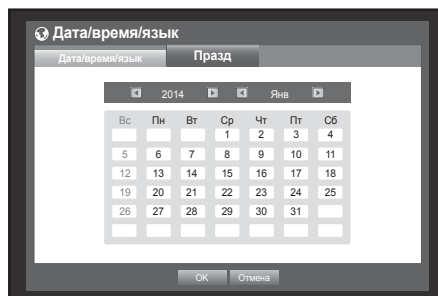 Дата/время/язык
Дата/время/язык Празд
2014 Янв
Вс Пн Вт Ср Чт Пт Сб
1 2 3 4
5 6 7 8 9 10 11
12 13 14 15 16 17 18
19 20 21 22 23 24 25
26 27 28 29 30 31
OK Отмена